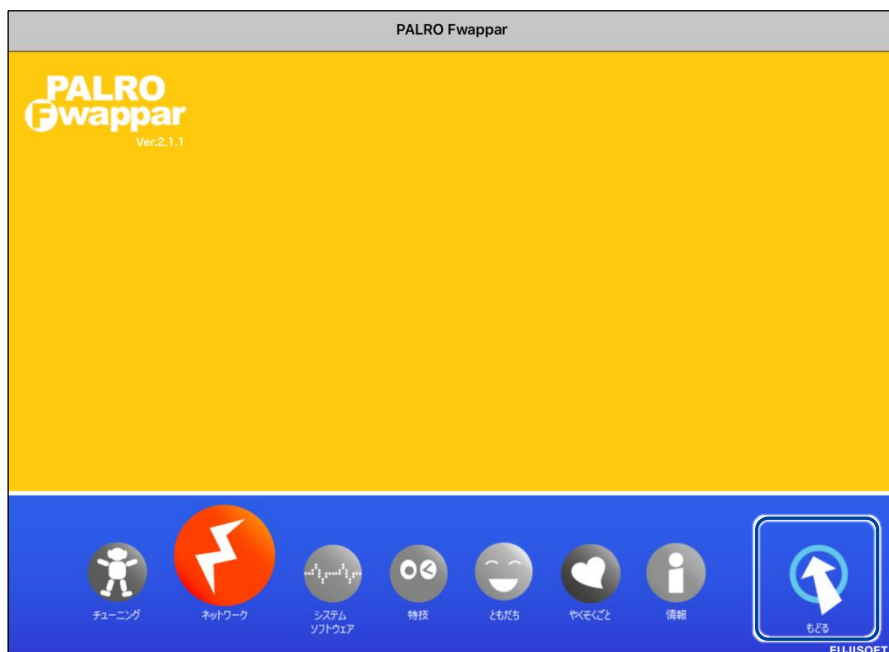 PALRO Fwappar
PALRO
Fwappar
Ver.2.1.1
チューニング
ネットワーク
システム
ソフトウェア
特技
ともだち
やくそくごと
情報
もどる
FUJISOFT